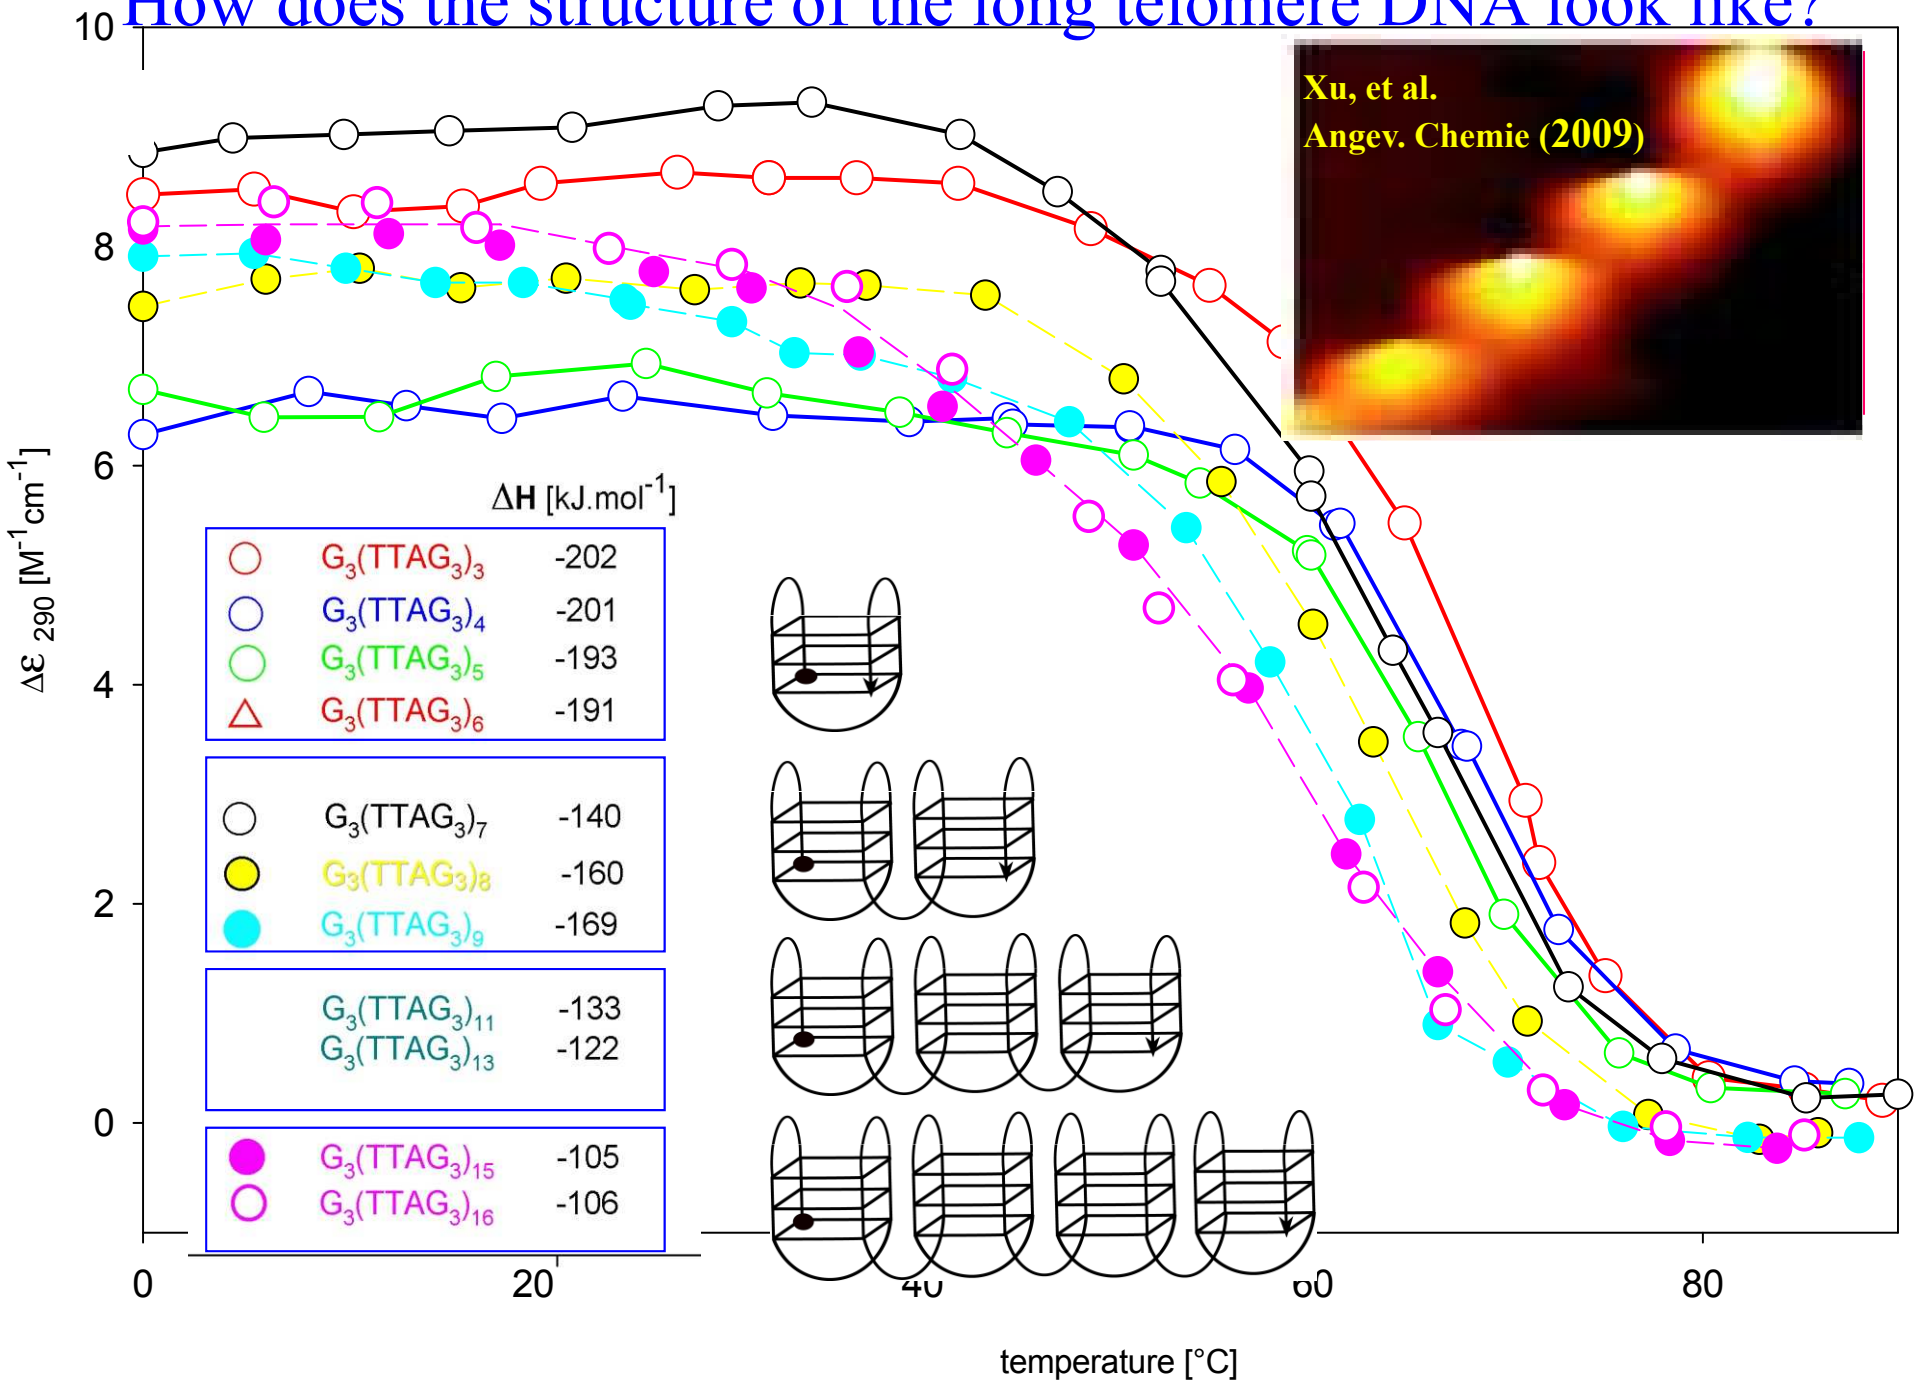 How does the structure of the long telomere DNA look like?
10
8
6
4
2
0
Δε 290 [M-1cm-1]
Xu, et al.
Angev. Chemie (2009)
ΔH [kJ.mol-1]
G3(TTAG3)3 -202
G3(TTAG3)4 -201
G3(TTAG3)5 -193
G3(TTAG3)6 -191
G3(TTAG3)7 -140
G3(TTAG3)8 -160
G3(TTAG3)9 -169
G3(TTAG3)11 -133
G3(TTAG3)13 -122
G3(TTAG3)15 -105
G3(TTAG3)16 -106
0 20 40 60 80
temperature [°C]